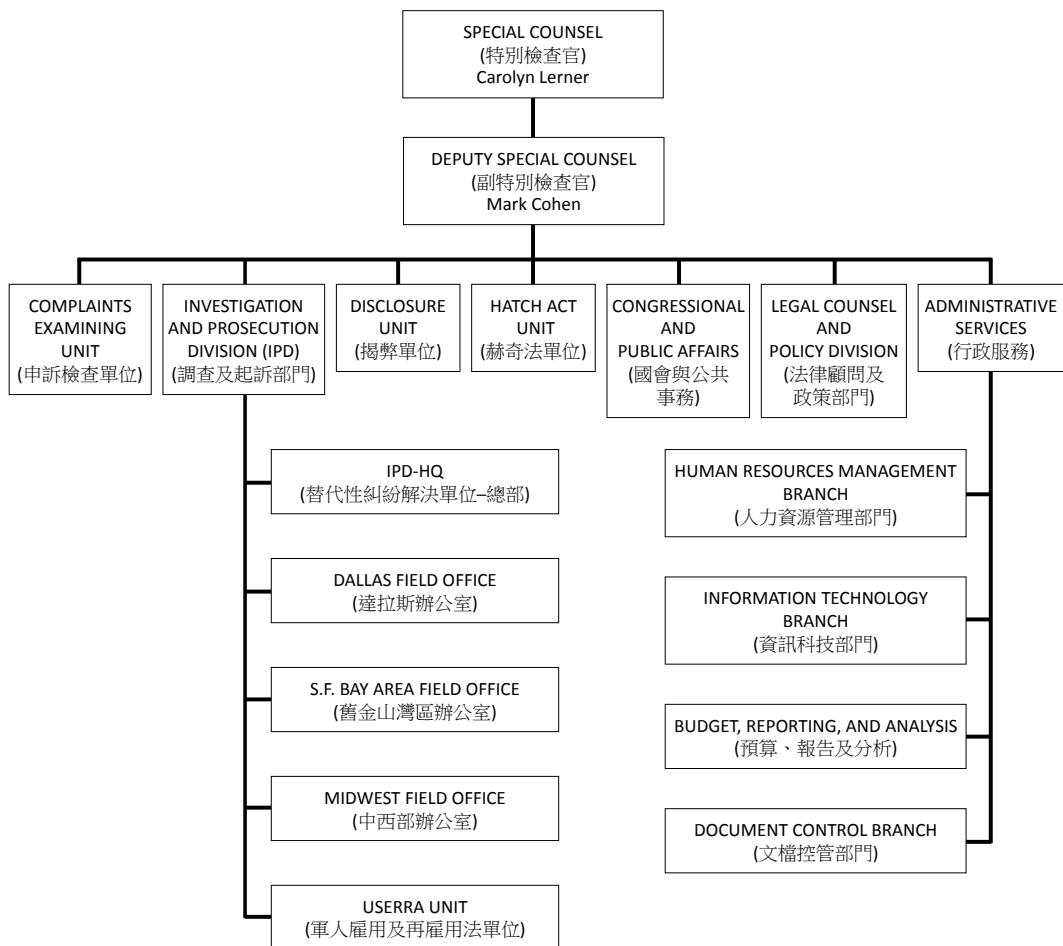 SPECIAL COUNSEL
(特別檢查官)
Carolyn Lerner
DEPUTY SPECIAL COUNSEL
(副特別檢查官)
Mark Cohen
COMPLAINTS
EXAMINING
UNIT
(申訴檢查單位)
INVESTIGATION
AND PROSECUTION
DIVISION (IPD)
(調查及起訴部門)
DISCLOSURE
UNIT
(揭弊單位)
HATCH ACT
UNIT
(赫奇法單位)
CONGRESSIONAL
AND
PUBLIC AFFAIRS
(國會與公共
事務)
LEGAL COUNSEL
AND
POLICY DIVISION
(法律顧問及
政策部門)
ADMINISTRATIVE
SERVICES
(行政服務)
IPD-HQ
(替代性糾紛解決單位–總部)
DALLAS FIELD OFFICE
(達拉斯辦公室)
S.F. BAY AREA FIELD OFFICE
(舊金山灣區辦公室)
MIDWEST FIELD OFFICE
(中西部辦公室)
USERRA UNIT
(軍人雇用及再雇用法單位)
HUMAN RESOURCES MANAGEMENT
BRANCH
(人力資源管理部門)
INFORMATION TECHNOLOGY
BRANCH
(資訊科技部門)
BUDGET, REPORTING, AND ANALYSIS
(預算、報告及分析)
DOCUMENT CONTROL BRANCH
(文檔控管部門)